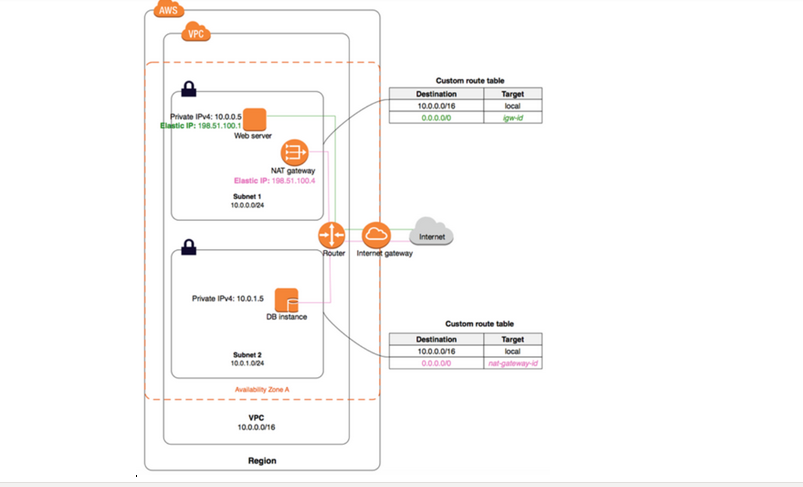 AWS
VPC
Private IPv4: 10.0.0.5
Elastic IP: 198.51.100.1
Web server
NAT gateway
Elastic IP: 198.51.100.4
Subnet 1
10.0.0.0/24
Custom route table
Destination Target
10.0.0.0/16 local
0.0.0.0/0 igw-id
Router
Internet gateway
Internet
Private IPv4: 10.0.1.5
DB instance
Subnet 2
10.0.1.0/24
Custom route table
Destination Target
10.0.0.0/16 local
0.0.0.0/0 nat-gateway-id
Availability Zone A
VPC
10.0.0.0/16
Region